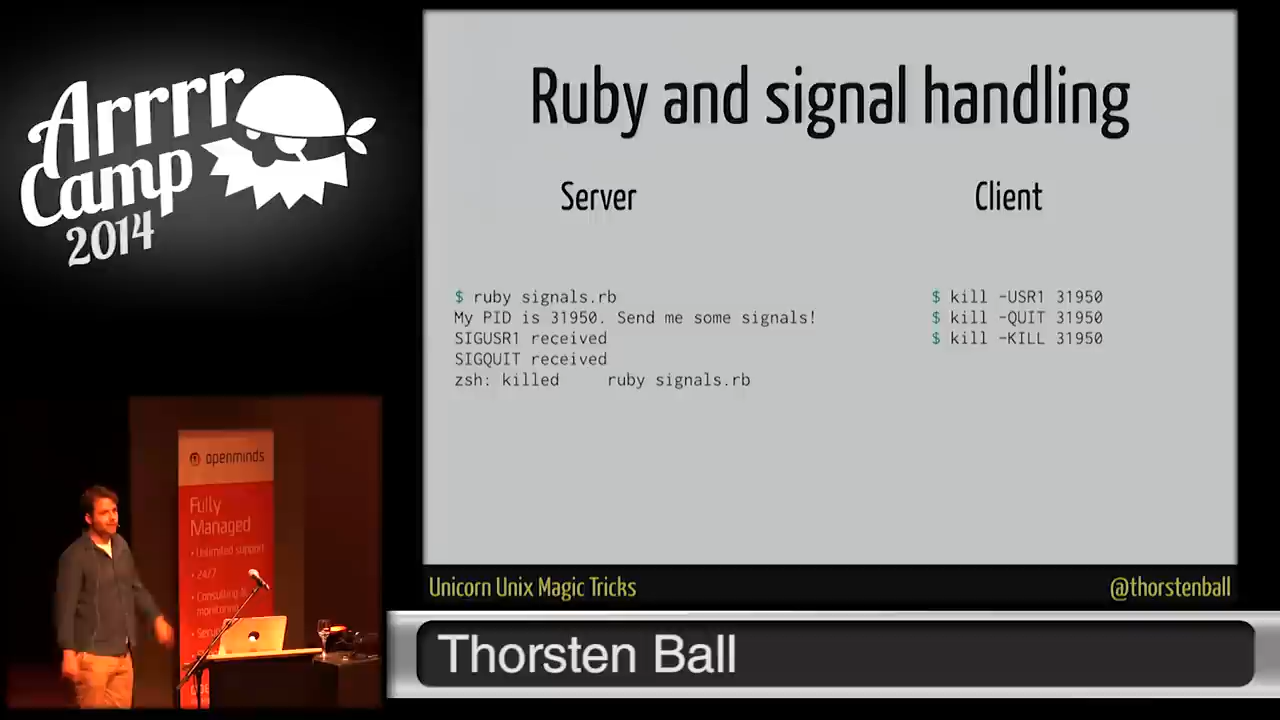 Arrrr
Camp
2014
Ruby and signal handling
Server
Client
$ ruby signals.rb
My PID is 31950. Send me some signals!
SIGUSR1 received
SIGQUIT received
zsh: killed     ruby signals.rb
$ kill -USR1 31950
$ kill -QUIT 31950
$ kill -KILL 31950
Unicorn Unix Magic Tricks
@thorstenball
Thorsten Ball
openminds
Fully
Managed
• Unlimited support
• 24/7
• Consulting &
monitoring